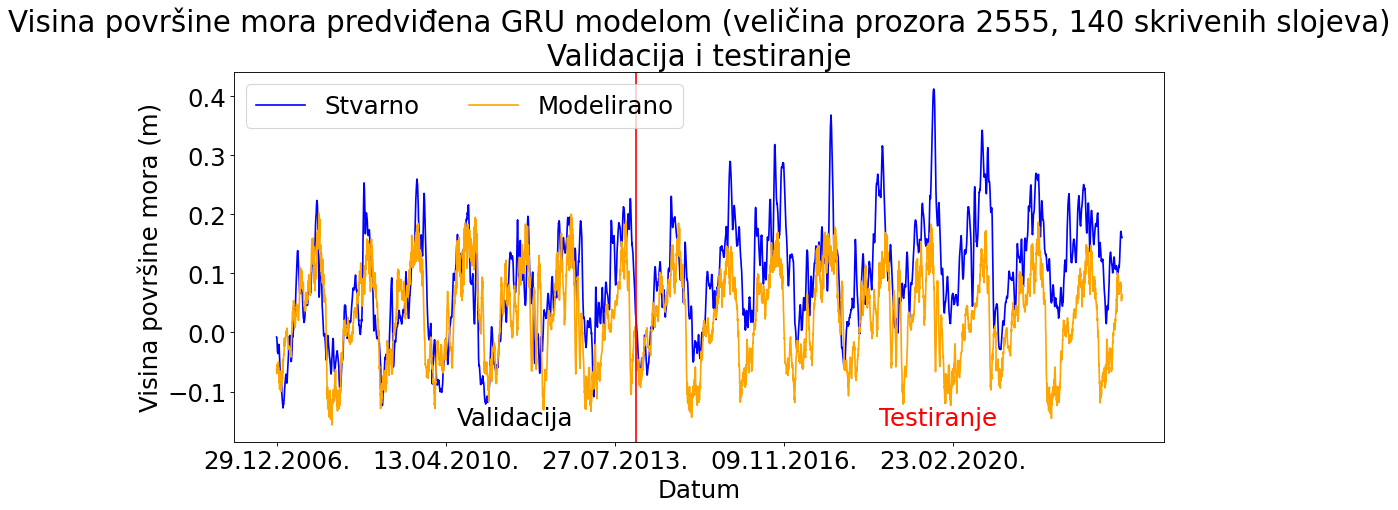 Visina površine mora predviđena GRU modelom (veličina prozora 2555, 140 skrivenih slojeva)
Validacija i testiranje
Stvarno
Modelirano
Visina površine mora (m)
0.4
0.3
0.2
0.1
0.0
−0.1
Validacija
Testiranje
29.12.2006.
13.04.2010.
27.07.2013.
09.11.2016.
23.02.2020.
Datum